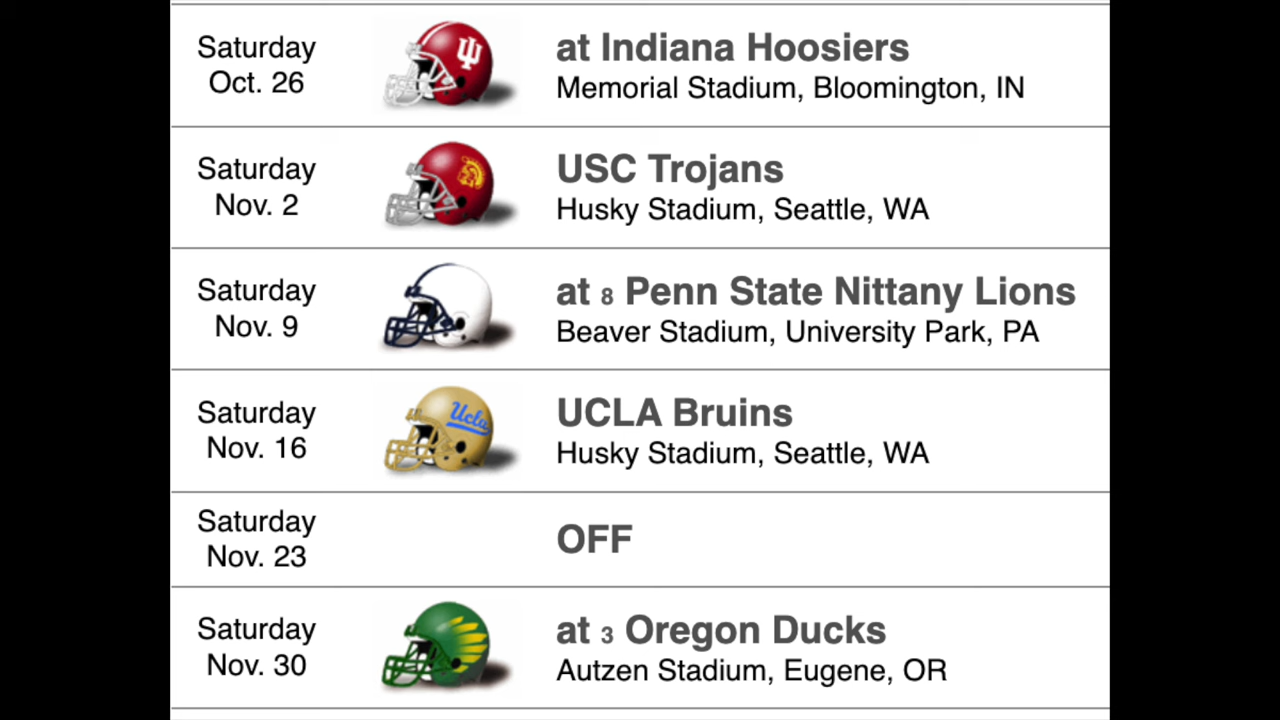 Saturday
Oct. 26
at Indiana Hoosiers
Memorial Stadium, Bloomington, IN
Saturday
Nov. 2
USC Trojans
Husky Stadium, Seattle, WA
Saturday
Nov. 9
at 8 Penn State Nittany Lions
Beaver Stadium, University Park, PA
Saturday
Nov. 16
Ucla
UCLA Bruins
Husky Stadium, Seattle, WA
Saturday
Nov. 23
OFF
Saturday
Nov. 30
at 3 Oregon Ducks
Autzen Stadium, Eugene, OR